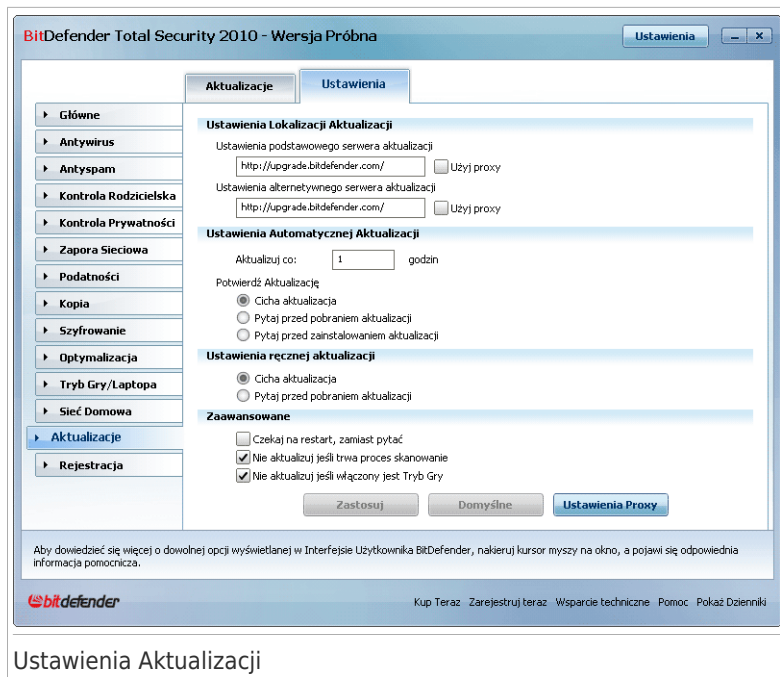 BitDefender Total Security 2010 - Wersja Próbna
Ustawienia
Aktualizacje
Ustawienia
Główne
Antywirus
Antyspam
Kontrola Rodzicielska
Kontrola Prywatności
Zapora Sieciowa
Podatności
Kopia
Szyfrowanie
Optymalizacja
Tryb Gry/Laptopa
Sieć Domowa
Aktualizacje
Rejestracja
Ustawienia Lokalizacji Aktualizacji
Ustawienia podstawowego serwera aktualizacji
http://upgrade.bitdefender.com/ Użyj proxy
Ustawienia alternetywnego serwera aktualizacji
http://upgrade.bitdefender.com/ Użyj proxy
Ustawienia Automatycznej Aktualizacji
Aktualizuj co: 1 godzin
Potwierdź Aktualizację
Cicha aktualizacja
Pytaj przed pobraniem aktualizacji
Pytaj przed zainstalowaniem aktualizacji
Ustawienia ręcznej aktualizacji
Cicha aktualizacja
Pytaj przed pobraniem aktualizacji
Zaawansowane
Czekaj na restart, zamiast pytać
Nie aktualizuj jeśli trwa proces skanowanie
Nie aktualizuj jeśli włączony jest Tryb Gry
Zastosuj Domyślne Ustawienia Proxy
Aby dowiedzieć się więcej o dowolnej opcji wyświetlanej w Interfejsie Użytkownika BitDefender, nakieruj kursor myszy na okno, a pojawi się odpowiednia
informacja pomocnicza.
bitdefender
Kup Teraz Zarejestruj teraz Wsparcie techniczne Pomoc Pokaż Dzienniki
Ustawienia Aktualizacji